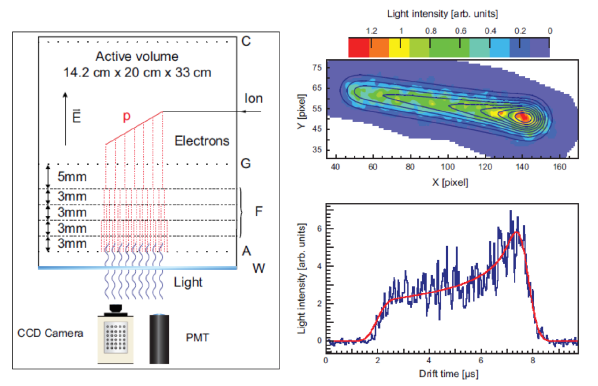 C
Active volume
14.2 cm x 20 cm x 33 cm
E
p
Ion
Electrons
G
5mm
3mm
3mm
F
3mm
3mm
A
W
Light
CCD Camera
PMT
Light intensity [arb. units]
1.2 1 0.8 0.6 0.4 0.2 0
Y [pixel]
75
65
55
45
35
40 60 80 100 120 140 160
X [pixel]
Light intensity [arb. units]
6
4
2
0
0 2 4 6 8
Drift time [µs]